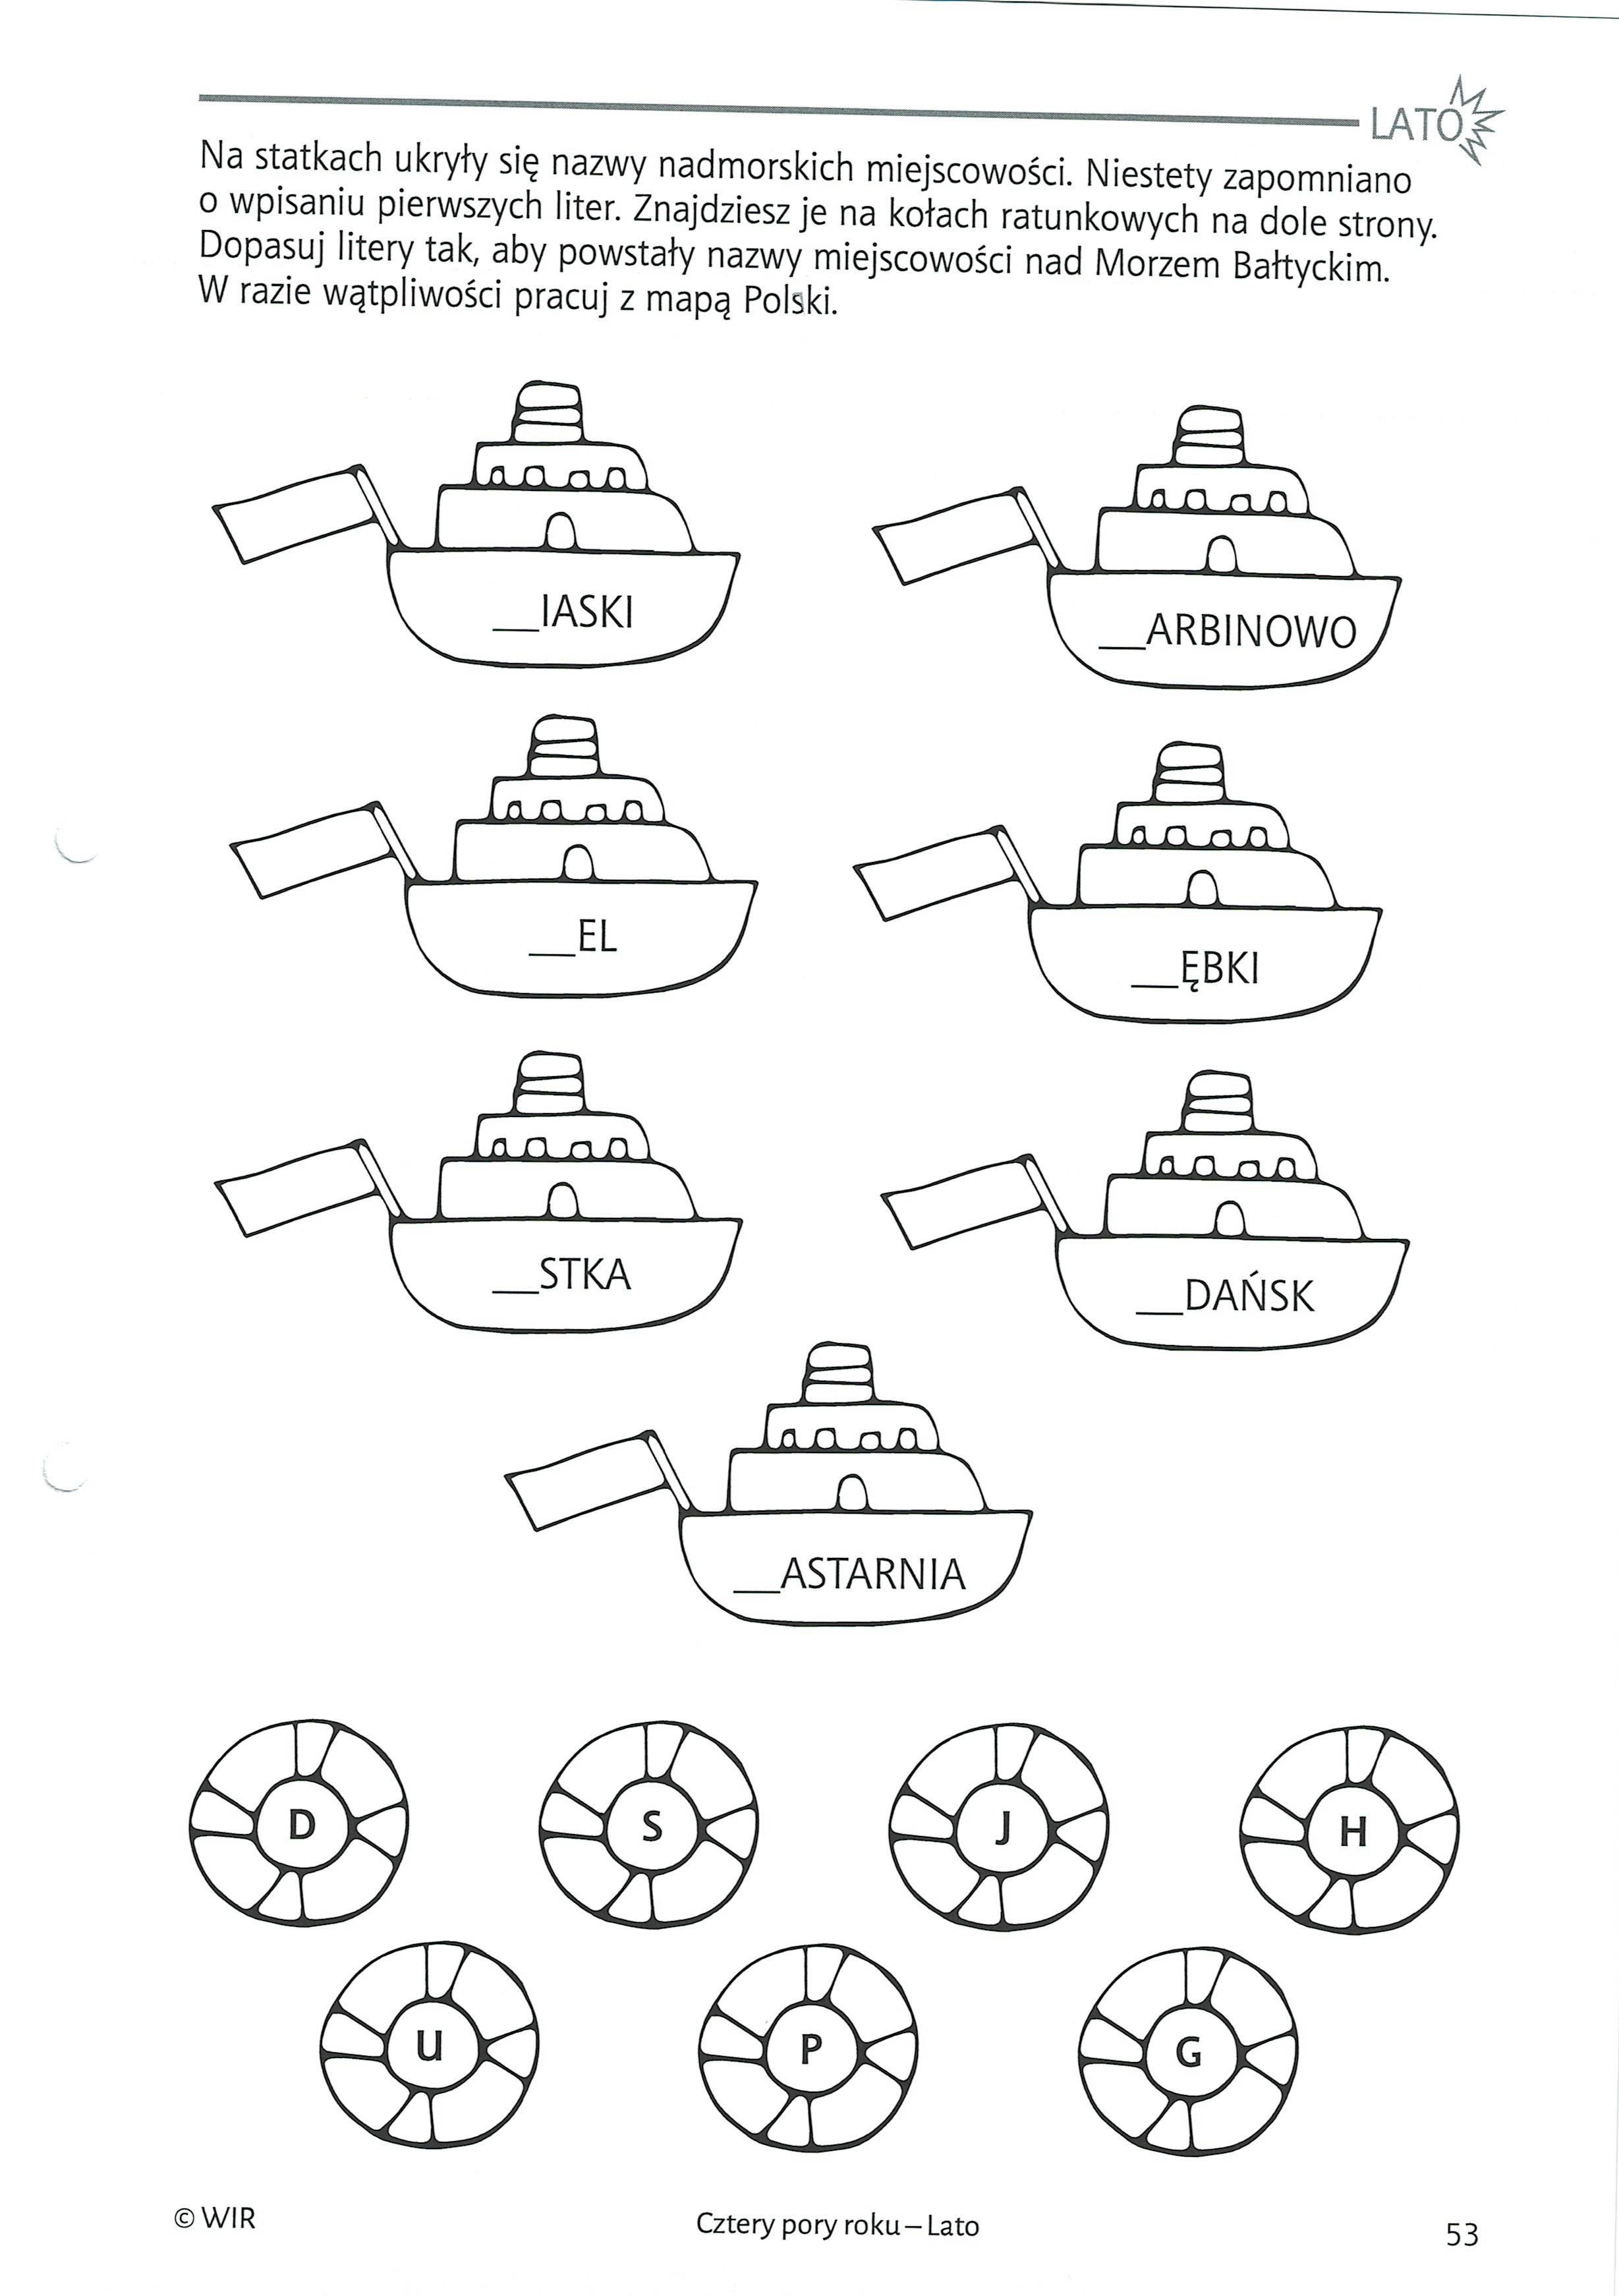 LATO
Na statkach ukryły się nazwy nadmorskich miejscowości. Niestety zapomniano
o wpisaniu pierwszych liter. Znajdziesz je na kołach ratunkowych na dole strony.
Dopasuj litery tak, aby powstały nazwy miejscowości nad Morzem Bałtyckim.
W razie wątpliwości pracuj z mapą Polski.
__IASKI
__ARBINOWO
__EL
__ĘBKI
__STKA
__DAŃSK
__ASTARNIA
D
S
J
H
U
P
G
© WIR
Cztery pory roku – Lato
53